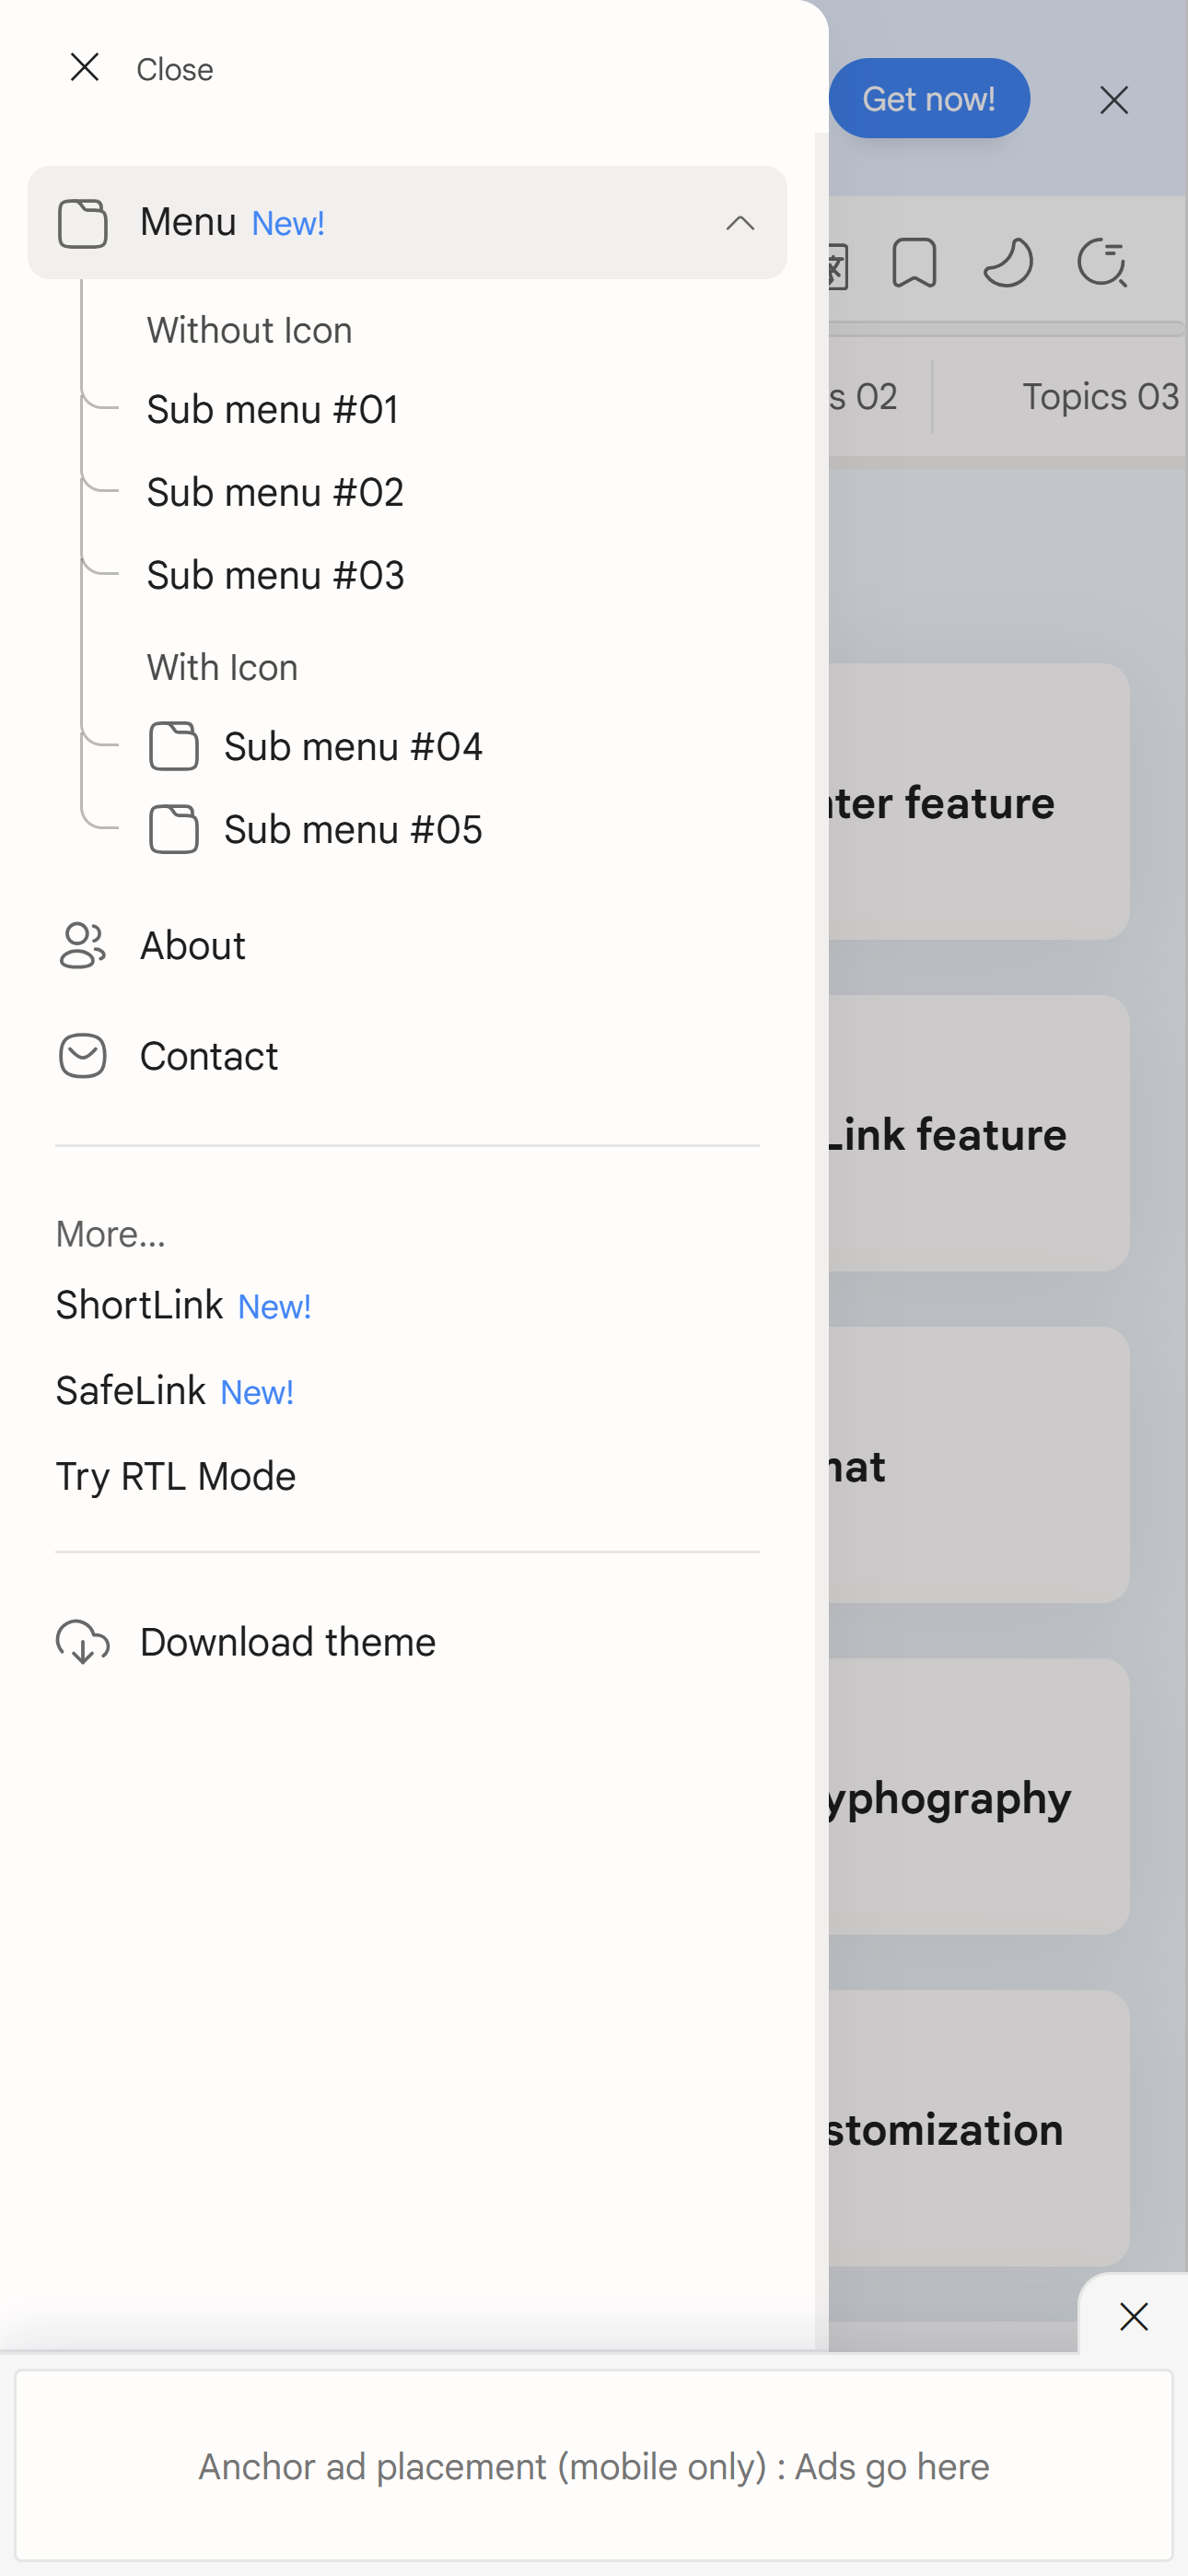 Close
Get now!
Menu New!
Without Icon
Sub menu #01
s 02
Topics 03
Sub menu #02
Sub menu #03
With Icon
Sub menu #04
Sub menu #05
ter feature
About
Contact
Link feature
More...
ShortLink New!
SafeLink New!
Try RTL Mode
hat
Download theme
yphography
stomization
Anchor ad placement (mobile only) : Ads go here